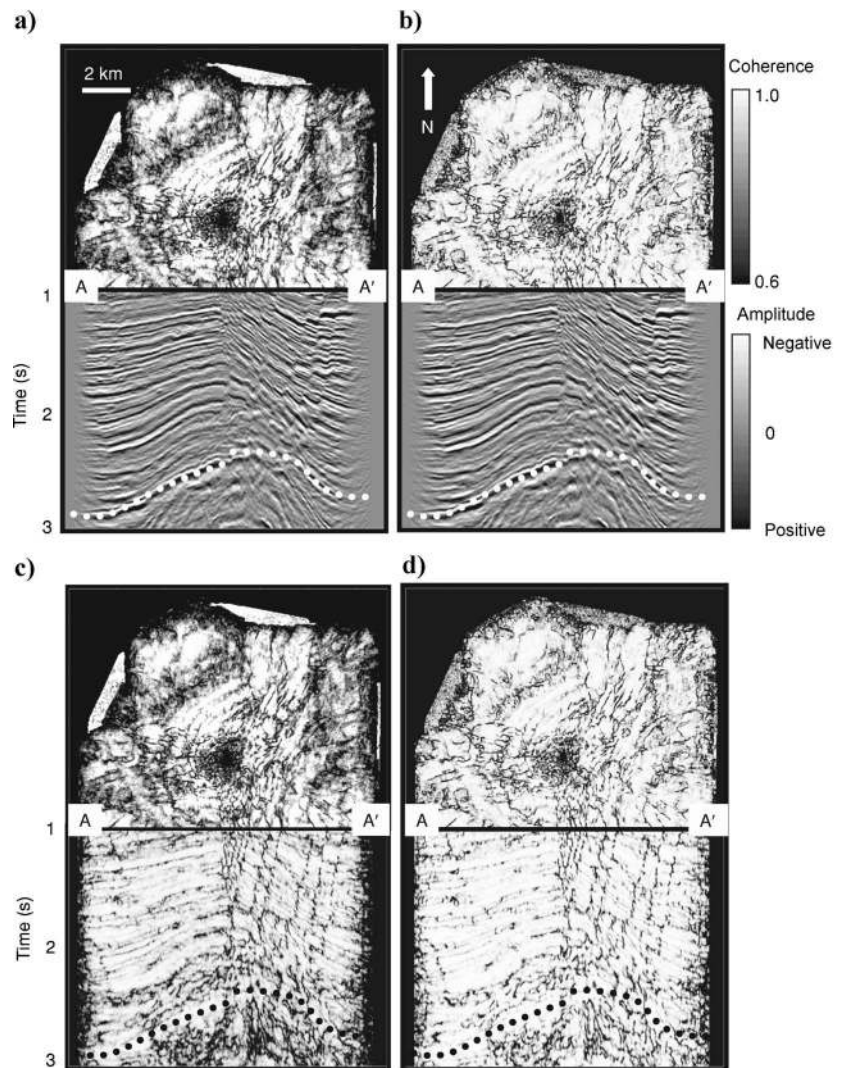 a)
b)
2 km
N
Coherence
1.0
0.6
A
A′
A
A′
Amplitude
Negative
0
Positive
Time (s)
1
2
3
c)
d)
A
A′
A
A′
Time (s)
1
2
3